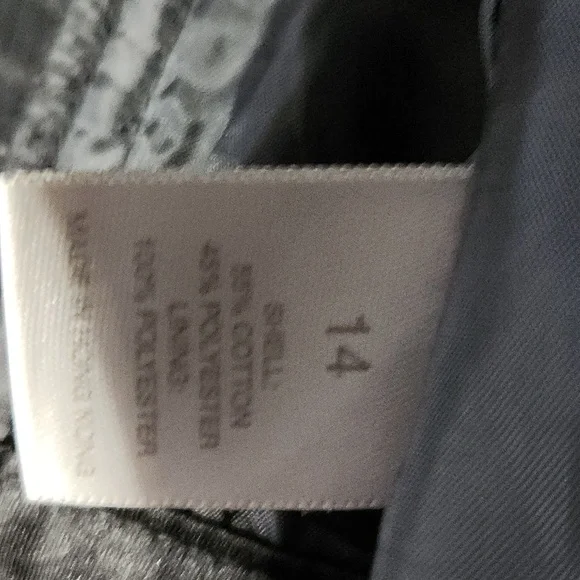 14
SHELL:
55% COTTON
45% POLYESTER
LINING:
100% POLYESTER
MADE IN HONG KONG